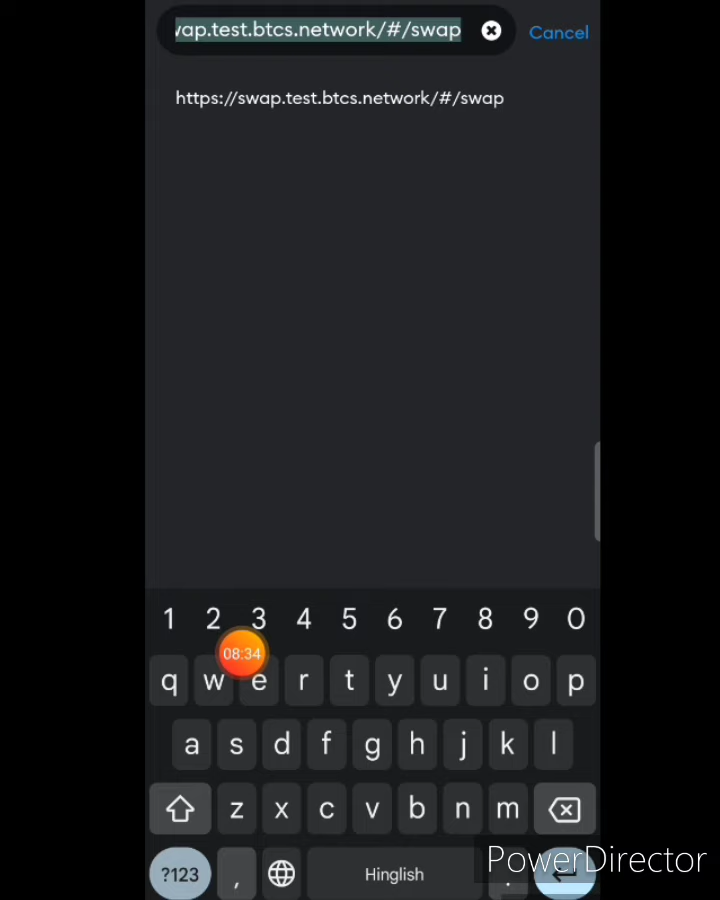 vap.test.btcs.network/#/swap
Cancel
https://swap.test.btcs.network/#/swap
1 2 3 4 5 6 7 8 9 0
08:34
q w e r t y u i o p
a s d f g h j k l
z x c v b n m
?123 , Hinglish .
PowerDirector